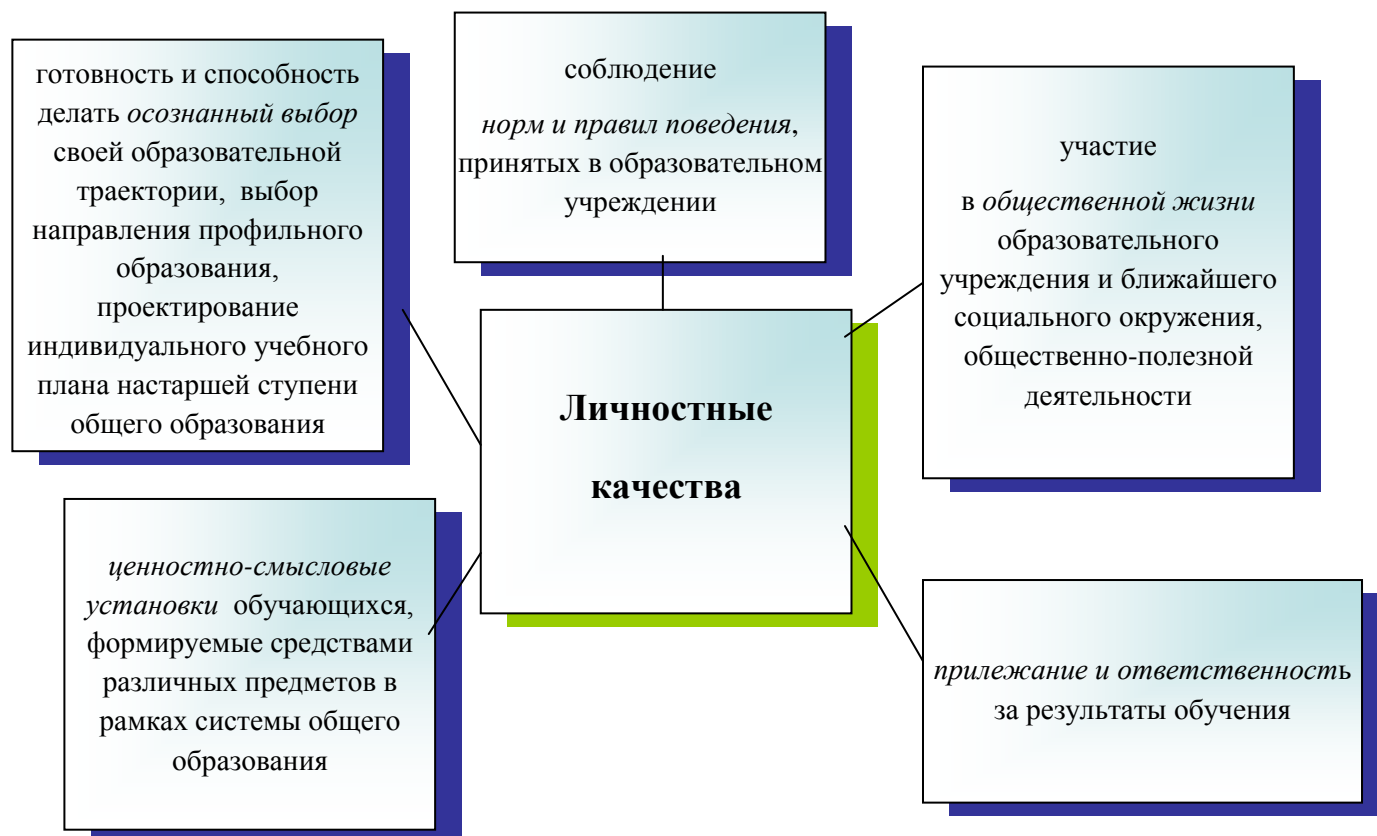 готовность и способность
делать осознанный выбор
своей образовательной
траектории, выбор
направления профильного
образования,
проектирование
индивидуального учебного
плана настаршей ступени
общего образования
соблюдение
норм и правил поведения,
принятых в образовательном
учреждении
участие
в общественной жизни
образовательного
учреждения и ближайшего
социального окружения,
общественно-полезной
деятельности
Личностные
качества
ценностно-смысловые
установки обучающихся,
формируемые средствами
различных предметов в
рамках системы общего
образования
прилежание и ответственность
за результаты обучения